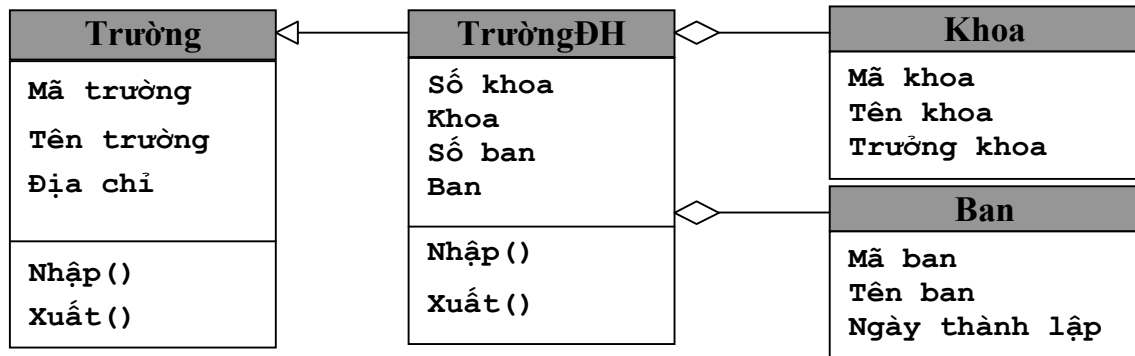 Trường
Mã trường
Tên trường
Địa chỉ
Nhập()
Xuất()
TrườngĐH
Số khoa
Khoa
Số ban
Ban
Nhập()
Xuất()
Khoa
Mã khoa
Tên khoa
Trưởng khoa
Ban
Mã ban
Tên ban
Ngày thành lập